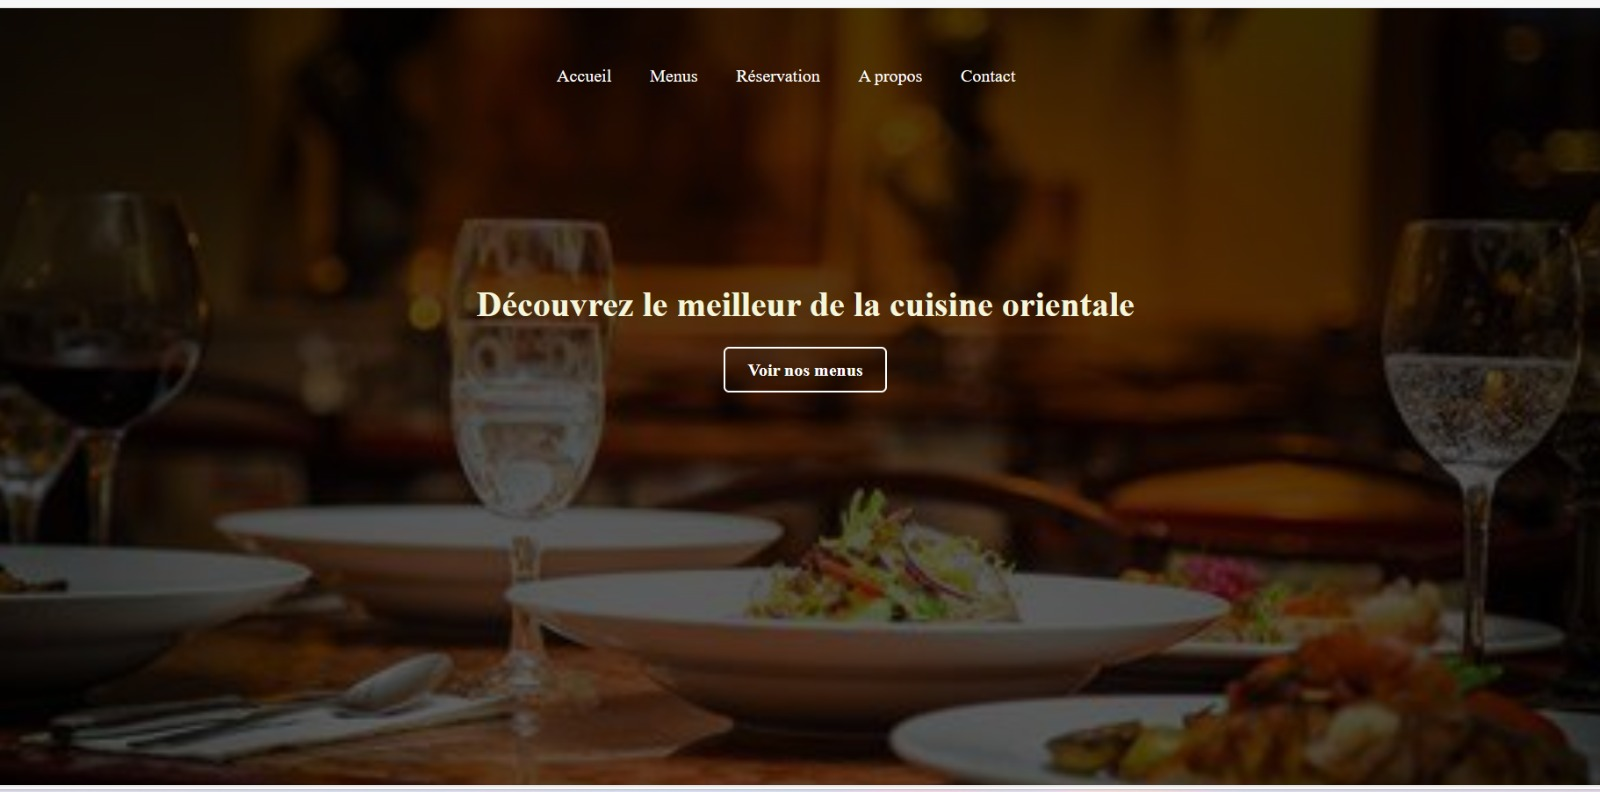 Accueil Menus Réservation A propos Contact
Découvrez le meilleur de la cuisine orientale
Voir nos menus